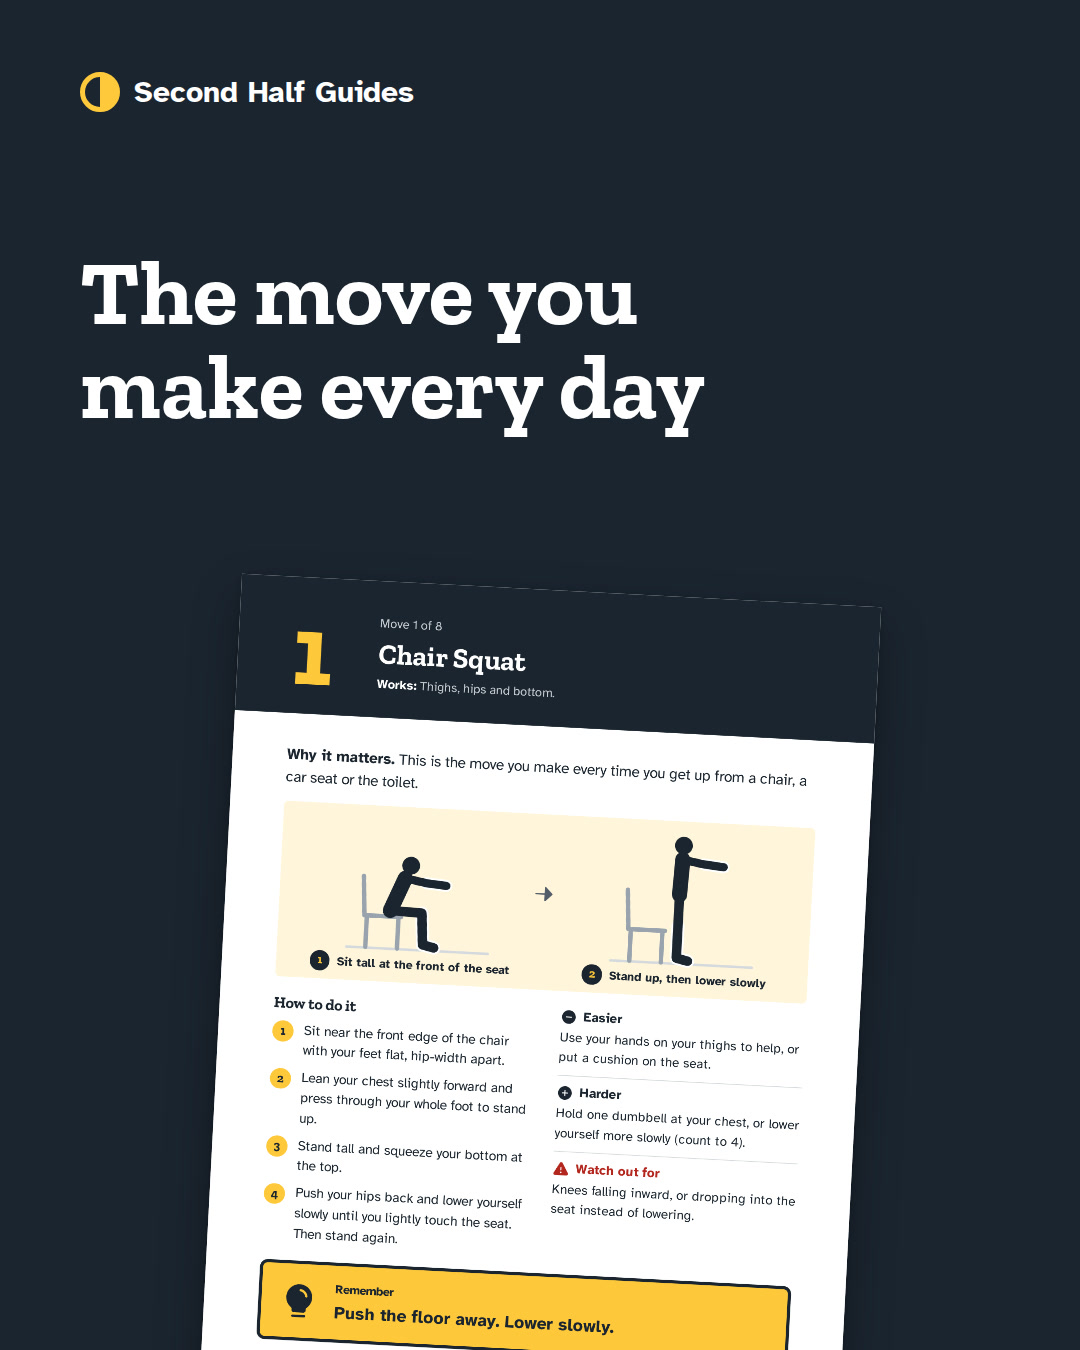 Second Half Guides
The move you
make every day
1
Move 1 of 8
Chair Squat
Works: Thighs, hips and bottom.
Why it matters. This is the move you make every time you get up from a chair, a
car seat or the toilet.
1 Sit tall at the front of the seat
2 Stand up, then lower slowly
How to do it
1 Sit near the front edge of the chair
with your feet flat, hip-width apart.
2 Lean your chest slightly forward and
press through your whole foot to stand
up.
3 Stand tall and squeeze your bottom at
the top.
4 Push your hips back and lower yourself
slowly until you lightly touch the seat.
Then stand again.
Easier
Use your hands on your thighs to help, or
put a cushion on the seat.
Harder
Hold one dumbbell at your chest, or lower
yourself more slowly (count to 4).
Watch out for
Knees falling inward, or dropping into the
seat instead of lowering.
Remember
Push the floor away. Lower slowly.